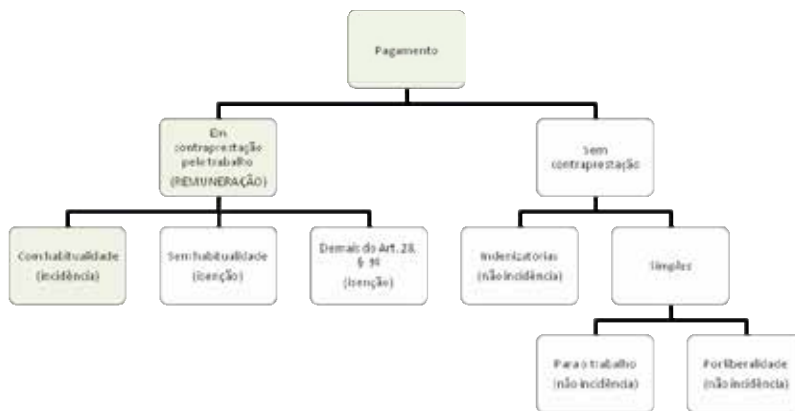 Pagamento
Em
contraprestação
pelo trabalho
(REMUNERAÇÃO)
Sem
contraprestação
Com habitualidade
(incidência)
Sem habitualidade
(isenção)
Demais do Art. 28,
§ 9º
(isenção)
Indenizatorias
(não incidência)
Simples
Para o trabalho
(não incidência)
Por liberalidade
(não incidência)